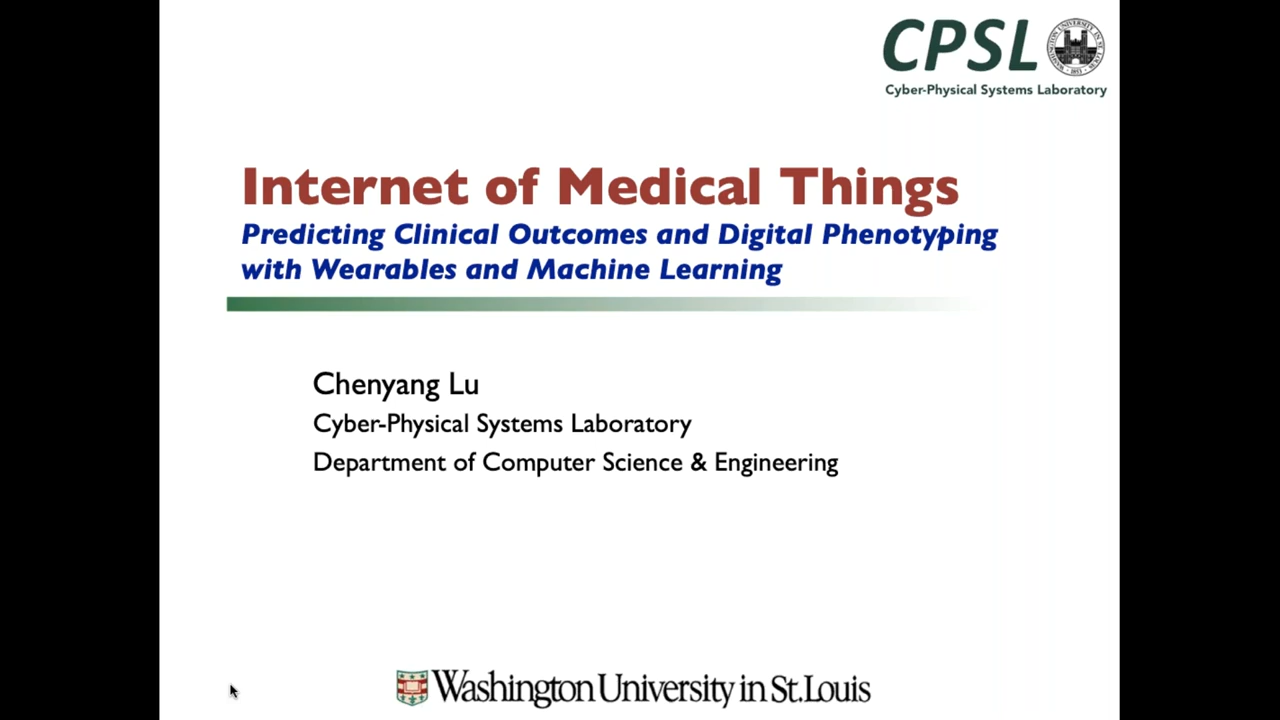 CPSL
Cyber-Physical Systems Laboratory
Internet of Medical Things
Predicting Clinical Outcomes and Digital Phenotyping
with Wearables and Machine Learning
Chenyang Lu
Cyber-Physical Systems Laboratory
Department of Computer Science & Engineering
Washington University in St. Louis